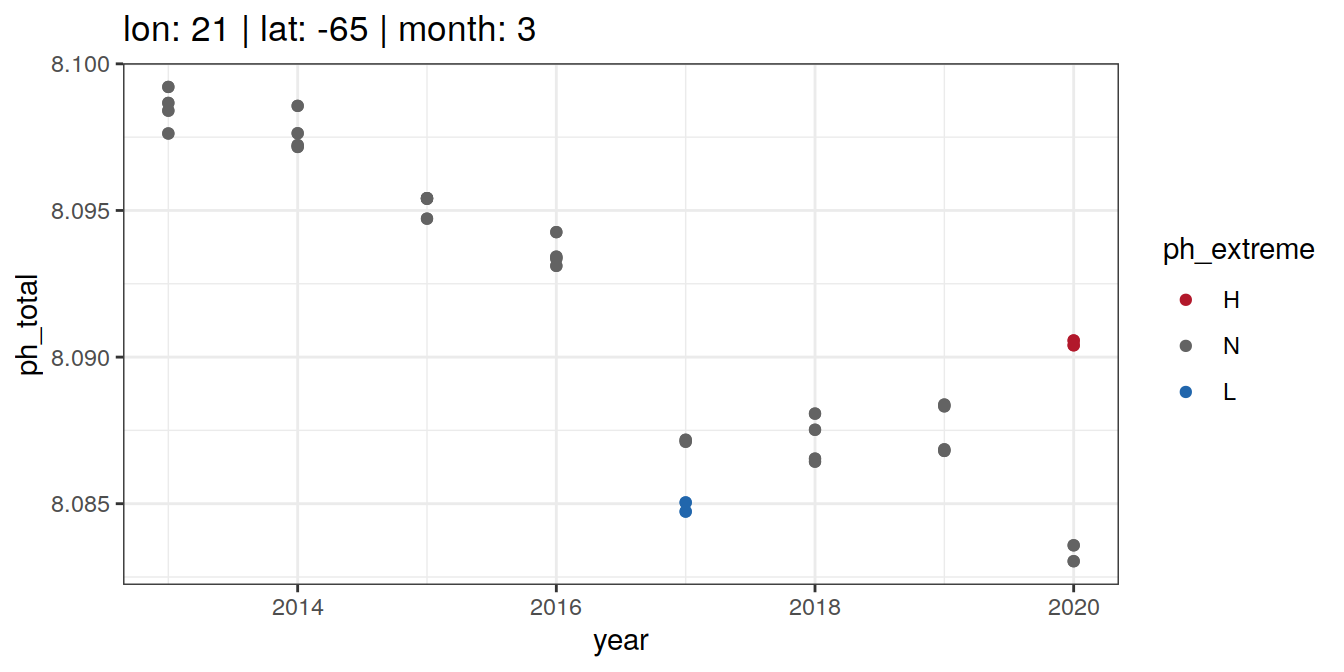 lon: 21 | lat: -65 | month: 3
8.100
8.095
8.090
8.085
ph_total
2014
2016
2018
2020
year
ph_extreme
H
N
L